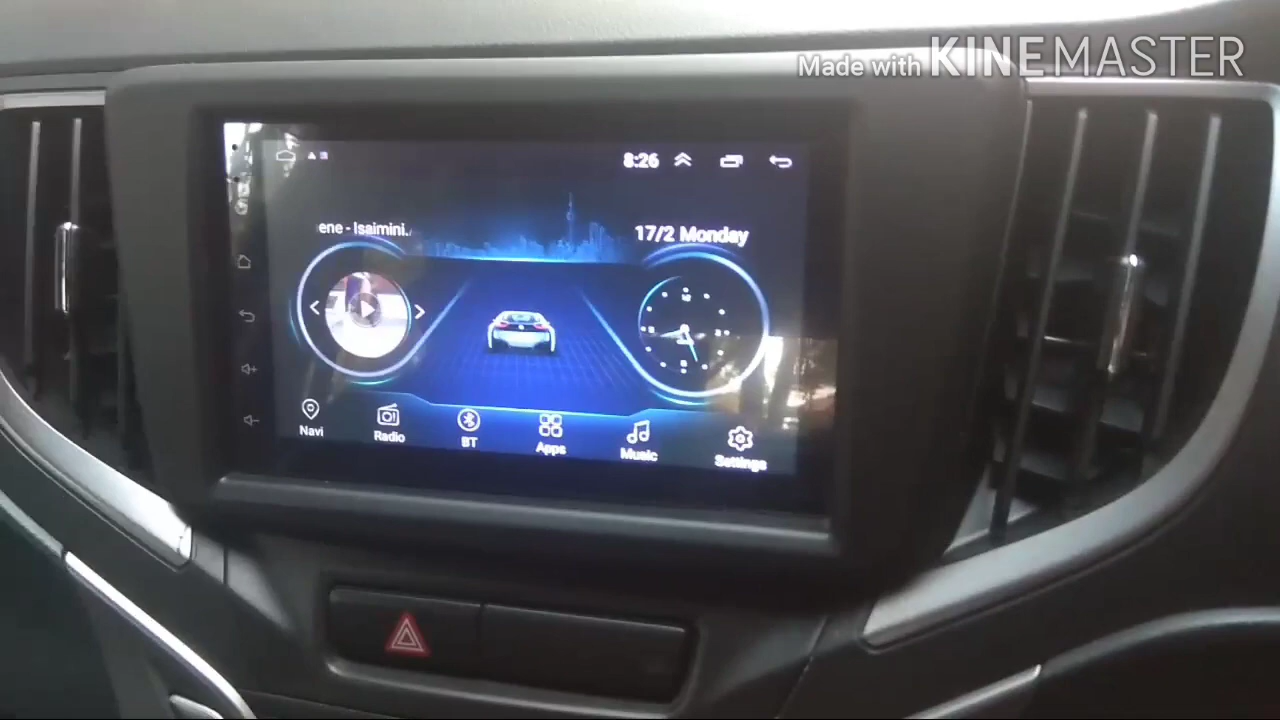 Made with KINEMASTER
8:26
ene - Isaimini.
17/2 Monday
Navi
Radio
BT
Apps
Music
Settings